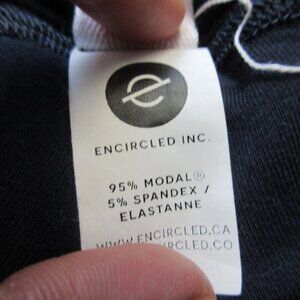 ENCIRCLED INC.
95% MODAL®
5% SPANDEX /
ELASTANNE
WWW.ENCIRCLED.CA
WWW.ENCIRCLED.CO